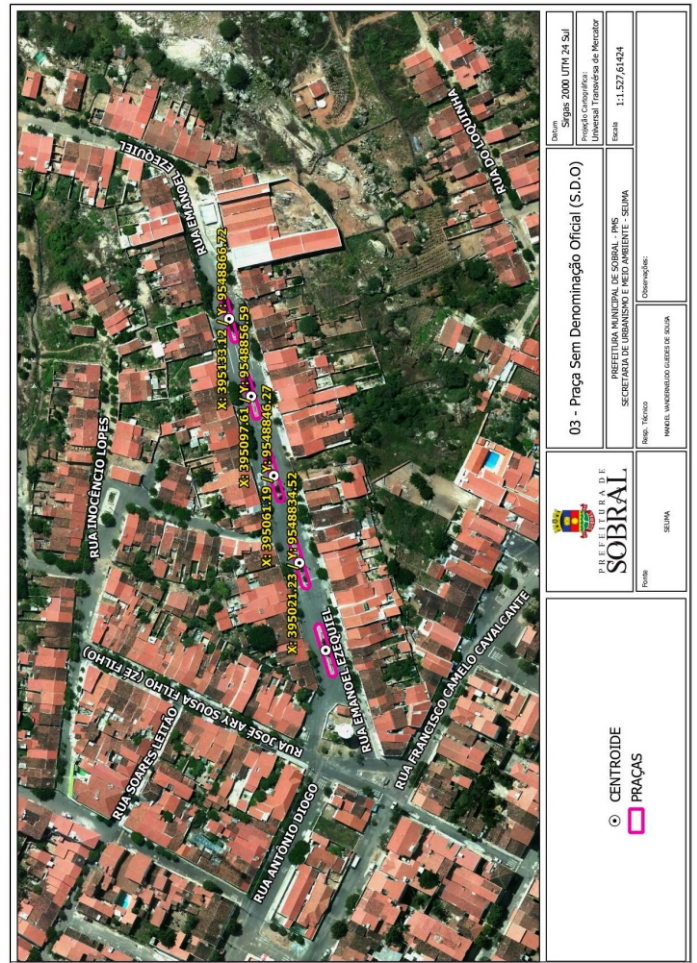 RUA EMANOEL EZEQUIEL
RUA DO LOQUINHA
RUA INOCÊNCIO LOPES
X: 395133.12 / Y: 9548866.72
X: 395097.61 / Y: 9548856.59
X: 395061.19 / Y: 9548846.27
X: 395021.23 / Y: 9548834.52
RUA EMANOEL EZEQUIEL
RUA JOSÉ ARY SOUSA FILHO (ZÉ FILHO)
RUA SOARES LEITÃO
RUA ANTÔNIO DIOGO
RUA FRANCISCO CAMELO CAVALCANTE
CENTROIDE
PRAÇAS
PREFEITURA DE
SOBRAL
Fonte
SEUMA
03 - Praça Sem Denominação Oficial (S.D.O)
PREFEITURA MUNICIPAL DE SOBRAL - PMS
SECRETARIA DE URBANISMO E MEIO AMBIENTE - SEUMA
Resp. Técnico
MANOEL VANDERVELDO GUEDES DE SOUSA
Observações:
Datum
Sirgas 2000 UTM 24 Sul
Projeção Cartográfica:
Universal Transversa de Mercator
Escala
1:1.527,61424